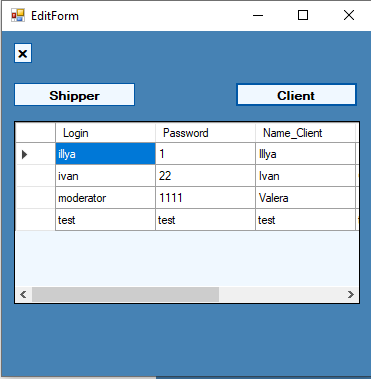 EditForm
×
Shipper Client
Login Password Name_Client
illya 1 Illya
ivan 22 Ivan
moderator 1111 Valera
test test test